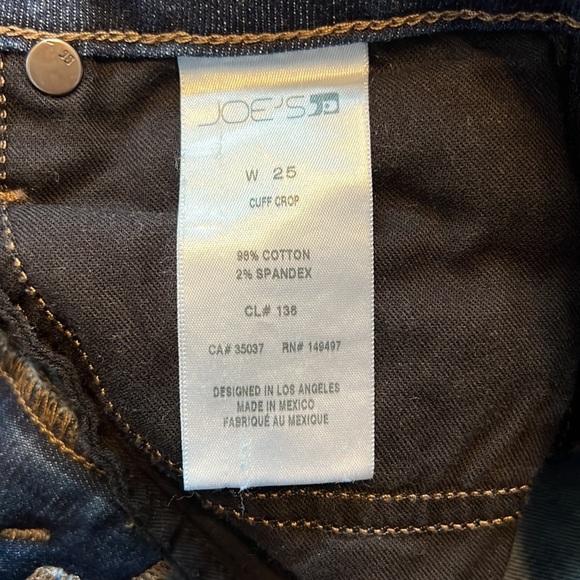 JOE'S
W 25
CUFF CROP
98% COTTON
2% SPANDEX
CL# 136
CA# 35037 RN# 149497
DESIGNED IN LOS ANGELES
MADE IN MEXICO
FABRIQUÉ AU MEXIQUE